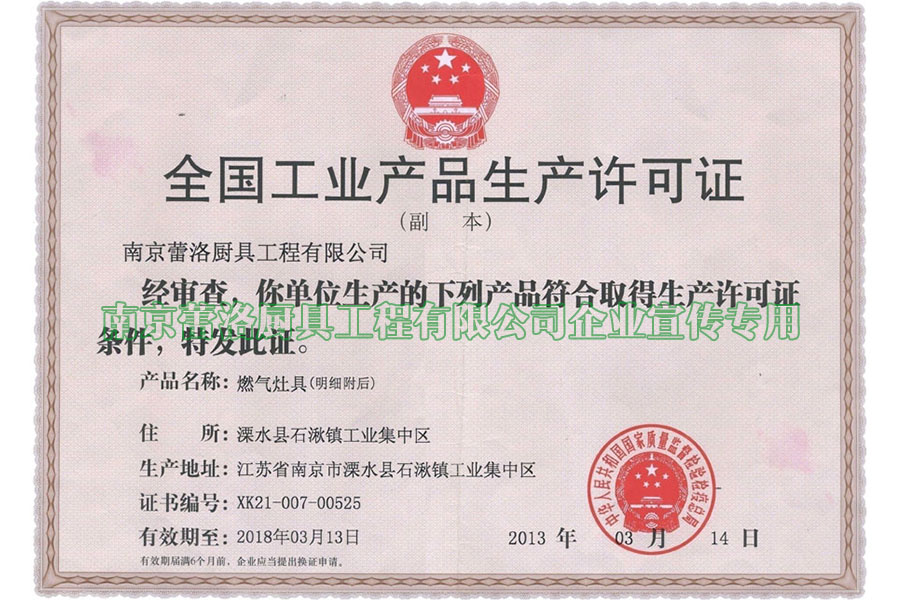 全国工业产品生产许可证
(副 本)
南京蕾洛厨具工程有限公司
经审查，你单位生产的下列产品符合取得生产许可证
南京蕾洛厨具工程有限公司企业宣传专用
条件，特发此证。
产品名称：燃气灶具(明细附后)
住 所：溧水县石湫镇工业集中区
生产地址：江苏省南京市溧水县石湫镇工业集中区
证书编号：XK21-007-00525
有效期至：2018年03月13日
2013 年 03 月 14 日
有效期届满6个月前，企业应当提出换证申请。
中华人民共和国国家质量监督检验检疫总局